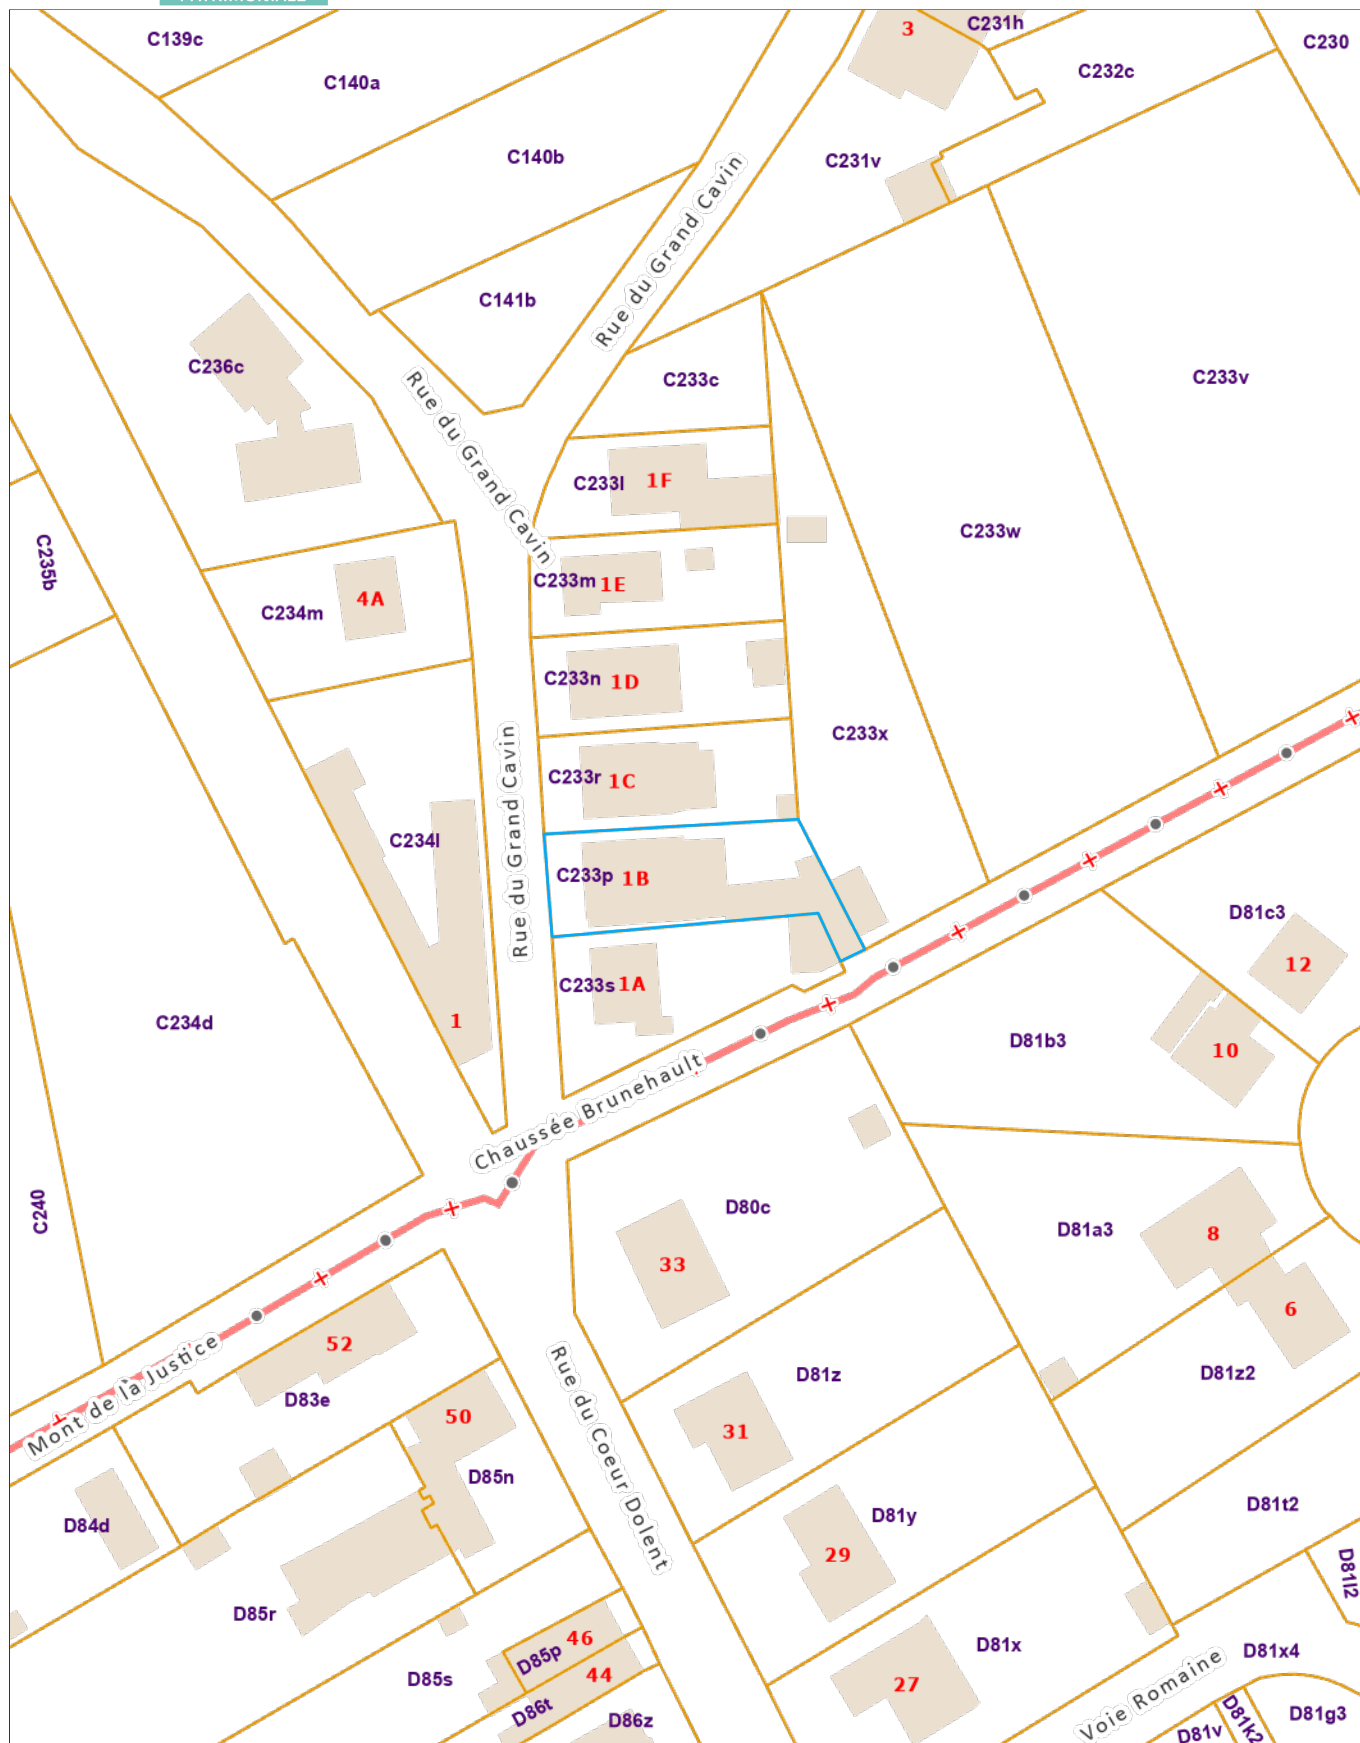 C139c
C231h
3
C230
C140a
C232c
C140b
C231v
Rue du Grand Cavin
C141b
C236c
C233c
C233v
Rue du Grand Cavin
C233l
1F
C233w
C235b
C233m
1E
4A
C234m
C233n
1D
C233x
Rue du Grand Cavin
C233r
1C
C234l
C233p
1B
D81c3
12
C233s
1A
C234d
1
D81b3
10
Chaussée Brunehault
C240
D80c
D81a3
8
33
6
52
Mont de la Justice
D83e
D81z
D81z2
50
31
Rue du Coeur Dolent
D85n
D84d
D81y
D81t2
29
D81l2
D85r
46
D81x
D81x4
D85p
44
D85s
27
Voie Romaine
D86t
D86z
D81v
D81k2
D81g3